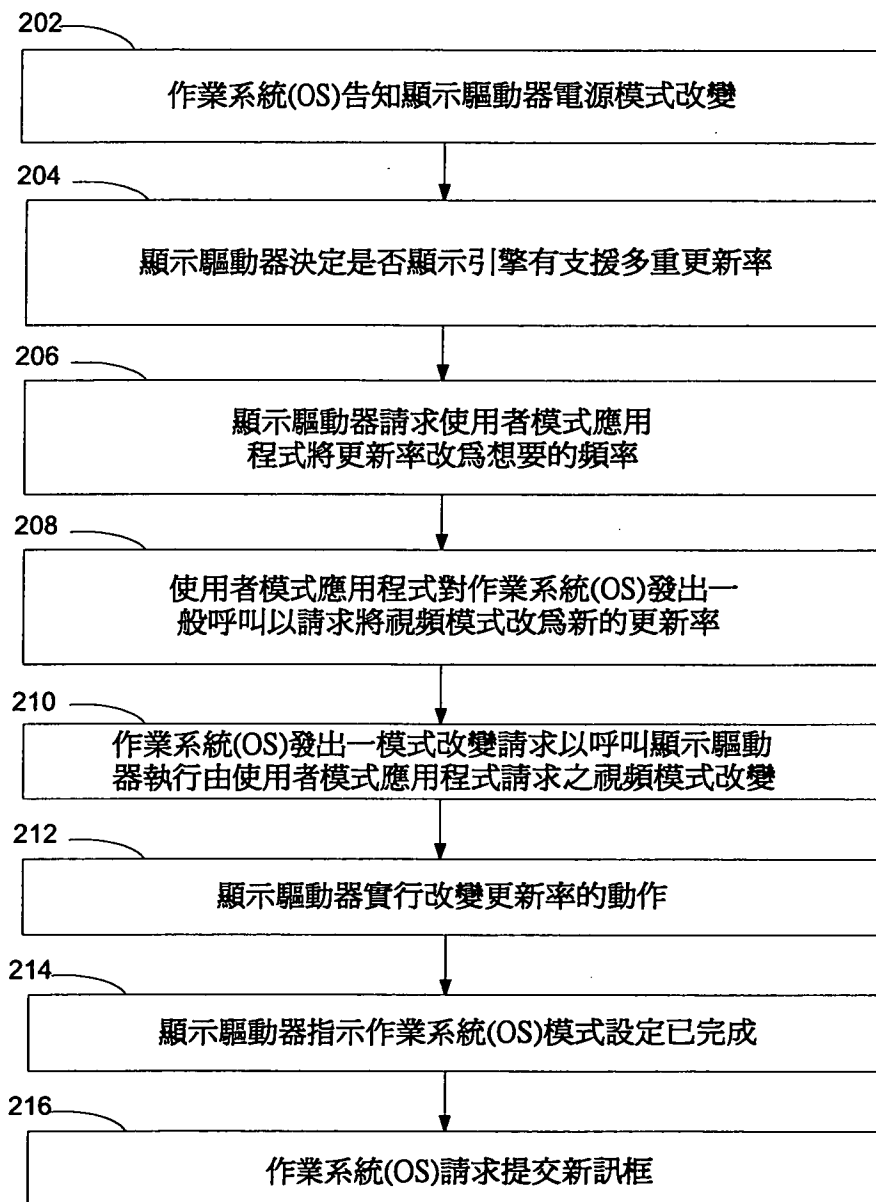 202
作業系統(OS)告知顯示驅動器電源模式改變
204
顯示驅動器決定是否顯示引擎有支援多重更新率
206
顯示驅動器請求使用者模式應用
程式將更新率改爲想要的頻率
208
使用者模式應用程式對作業系統(OS)發出一
般呼叫以請求將視頻模式改爲新的更新率
210
作業系統(OS)發出一模式改變請求以呼叫顯示驅動
器執行由使用者模式應用程式請求之視頻模式改變
212
顯示驅動器實行改變更新率的動作
214
顯示驅動器指示作業系統(OS)模式設定已完成
216
作業系統(OS)請求提交新訊框